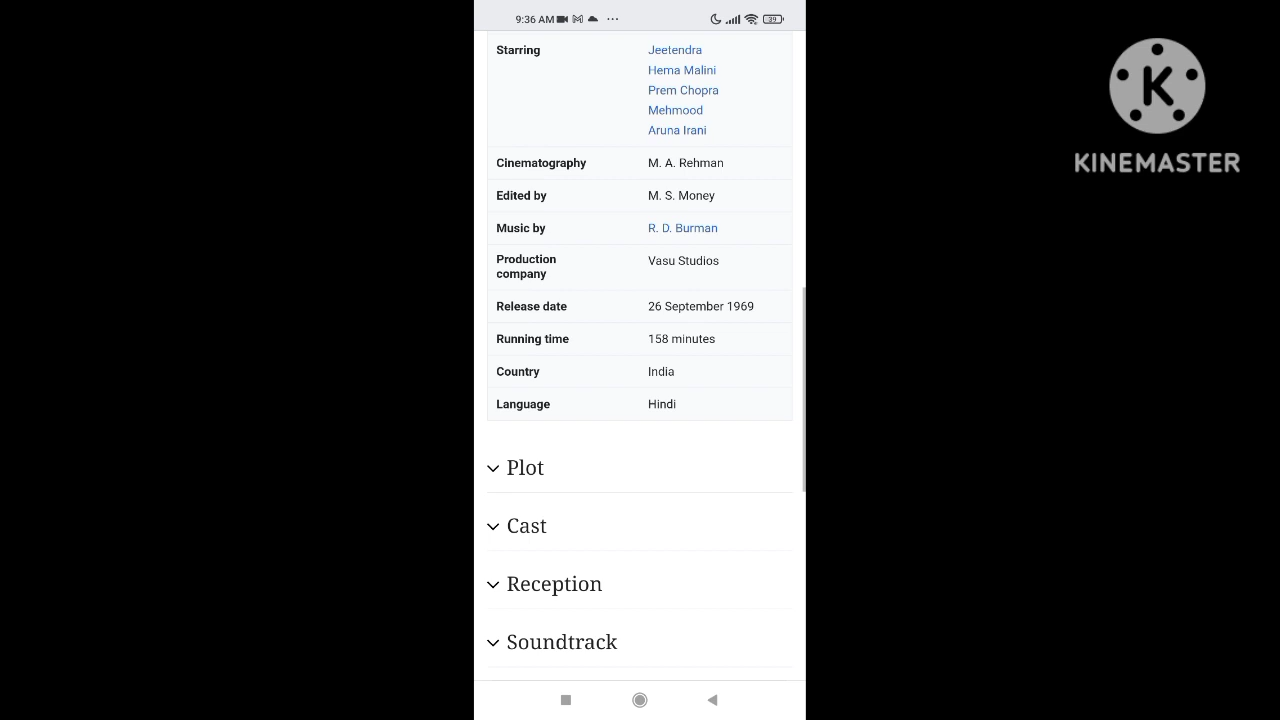 9:36 AM
39
Starring Jeetendra
Hema Malini
Prem Chopra
Mehmood
Aruna Irani
Cinematography M. A. Rehman
Edited by M. S. Money
Music by R. D. Burman
Production company Vasu Studios
Release date 26 September 1969
Running time 158 minutes
Country India
Language Hindi
Plot
Cast
Reception
Soundtrack
K
KINEMASTER